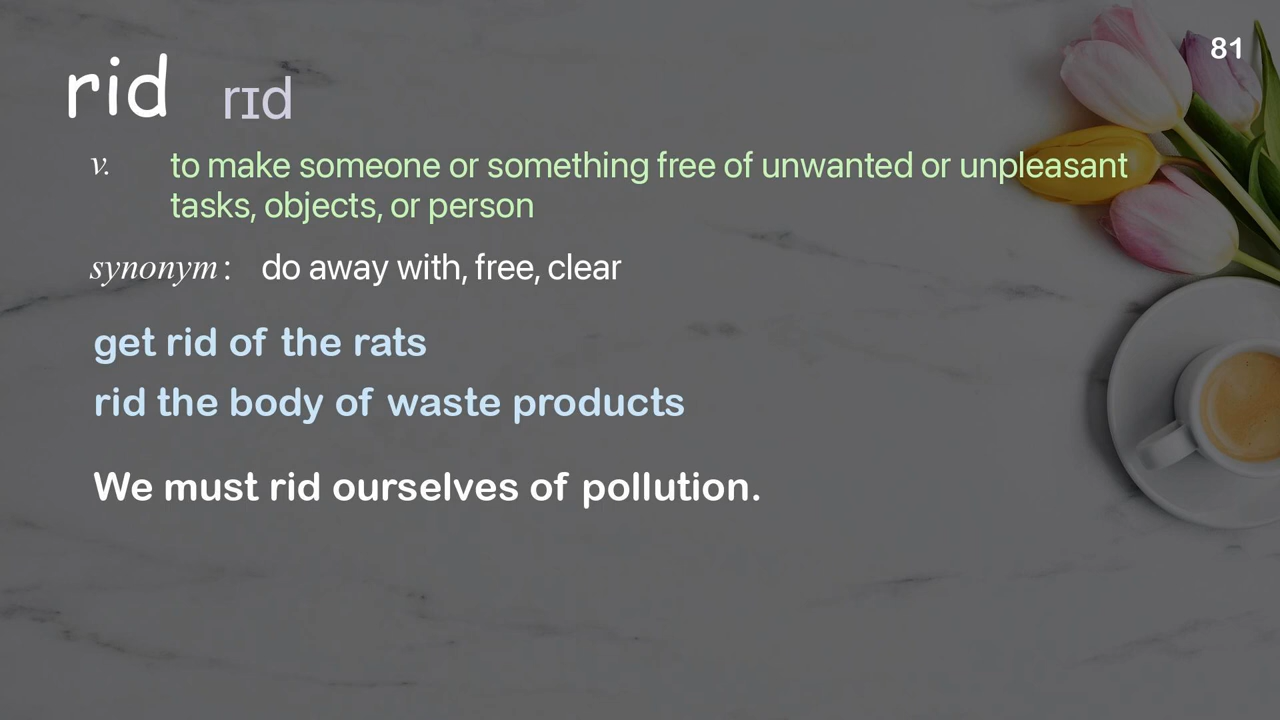 81
rid rɪd
v. to make someone or something free of unwanted or unpleasant
tasks, objects, or person
synonym: do away with, free, clear
get rid of the rats
rid the body of waste products
We must rid ourselves of pollution.